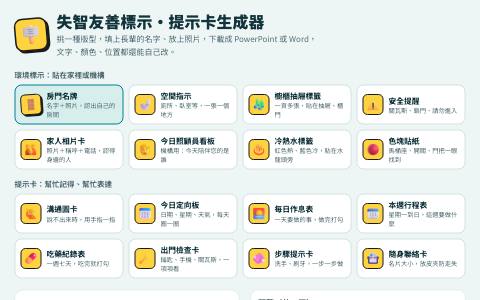 失智友善標示・提示卡生成器
挑一種版型，填上長輩的名字、放上照片，下載成 PowerPoint 或 Word，
文字、顏色、位置都還能自己改。
環境標示：貼在家裡或機構
房門名牌
名字＋照片，認出自己的
房間
空間指示
廁所、臥室等，一張一個
地方
櫥櫃抽屜標籤
一頁多張，貼在抽屜、櫃
門
安全提醒
關瓦斯、鎖門、請勿進入
家人相片卡
照片＋稱呼＋電話，認得
身邊的人
今日照顧員看板
機構用：今天陪您的是
誰
冷熱水標籤
紅色熱、藍色冷，貼在水
龍頭旁
色塊貼紙
馬桶座、開關、門把一眼
找到
提示卡：幫忙記得、幫忙表達
溝通圖卡
說不出來時，用手指一指
今日定向板
日期、星期、天氣，每天
圈一圈
每日作息表
一天要做的事，做完打勾
本週行程表
星期一到日，這週要做什
麼
吃藥紀錄表
一週七天，吃完就打勾
出門檢查卡
鑰匙、手機、關瓦斯，一
項項看
步驟提示卡
洗手、刷牙，一步一步做
隨身聯絡卡
名片大小，放皮夾防走失